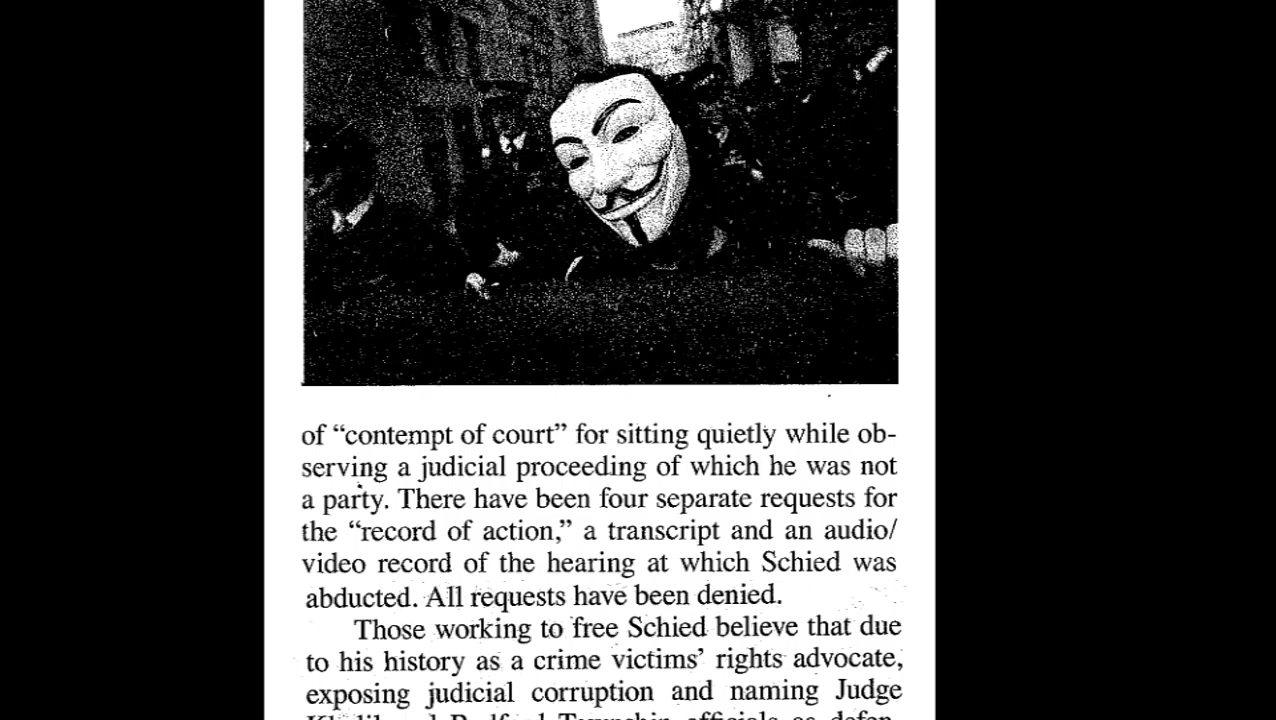 of “contempt of court” for sitting quietly while ob-
serving a judicial proceeding of which he was not
a party. There have been four separate requests for
the “record of action,” a transcript and an audio/
video record of the hearing at which Schied was
abducted. All requests have been denied.
Those working to free Schied believe that due
to his history as a crime victims’ rights advocate,
exposing judicial corruption and naming Judge